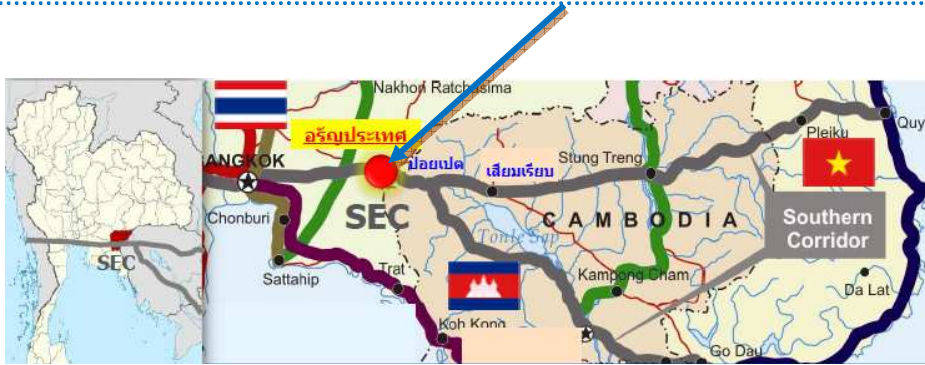 Nakhon Ratchasima
อรัญประเทศ
ANGKOK
ปอยเปต
เสียมเรียบ
Stung Treng
Pleiku
Quy
SEC
Chonburi
SEC
CAMBODIA
Tonle Sap
Southern
Corridor
Sattahip
Trat
Kampong Cham
Da Lat
Koh Kong
Go Dau